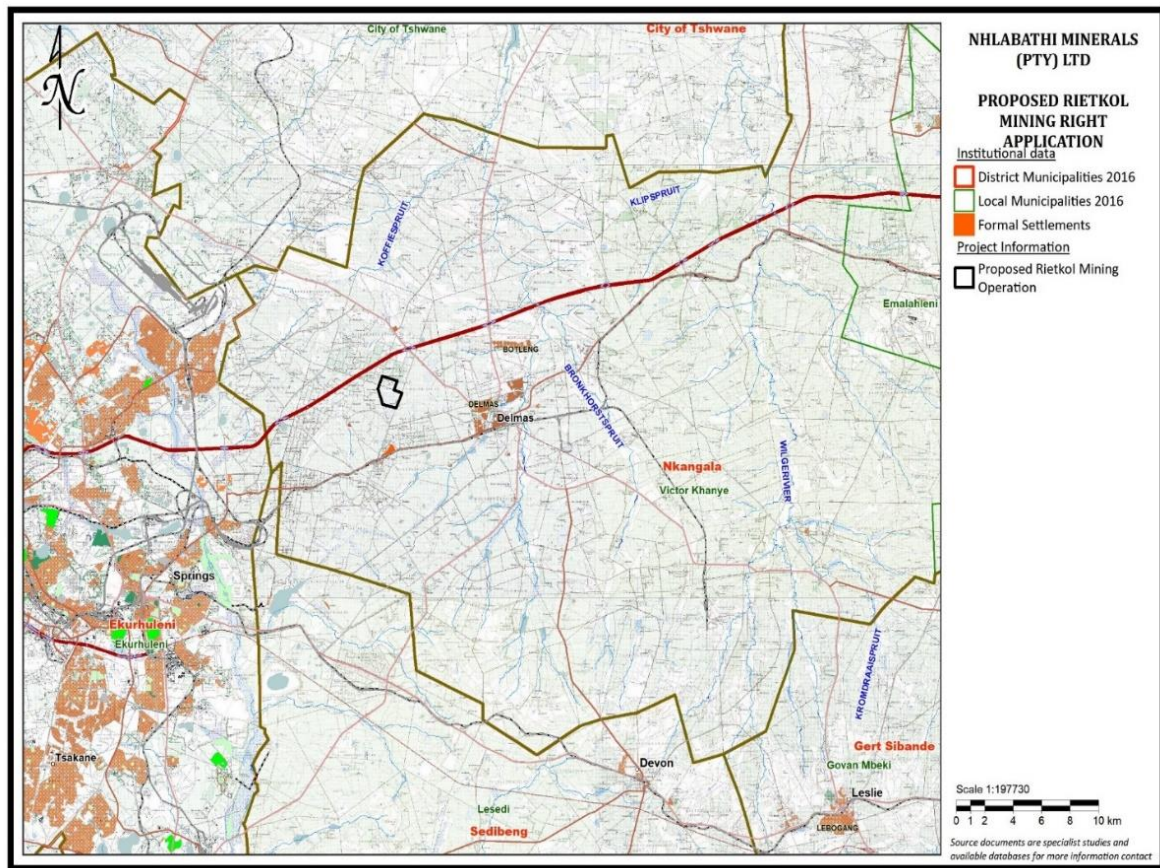 City of Tshwane
City of Tshwane
N
KLIPSPRUIT
KOFFIESPRUIT
Emalahleni
BOTLENG
BRONKHORSTSPRUIT
DELMAS
Delmas
WILGERIVIER
Nkangala
Victor Khanye
Springs
Ekurhuleni
Ekurhuleni
KROMDRAAISPRUIT
Gert Sibande
Tsakane
Devon
Govan Mbeki
Leslie
Lesedi
Sedibeng
LEBOGANG
NHLABATHI MINERALS
(PTY) LTD
PROPOSED RIETKOL
MINING RIGHT
APPLICATION
Institutional data
District Municipalities 2016
Local Municipalities 2016
Formal Settlements
Project Information
Proposed Rietkol Mining
Operation
Scale 1:197730
0 1 2 4 6 8 10 km
Source documents are specialist studies and
available databases for more information contact